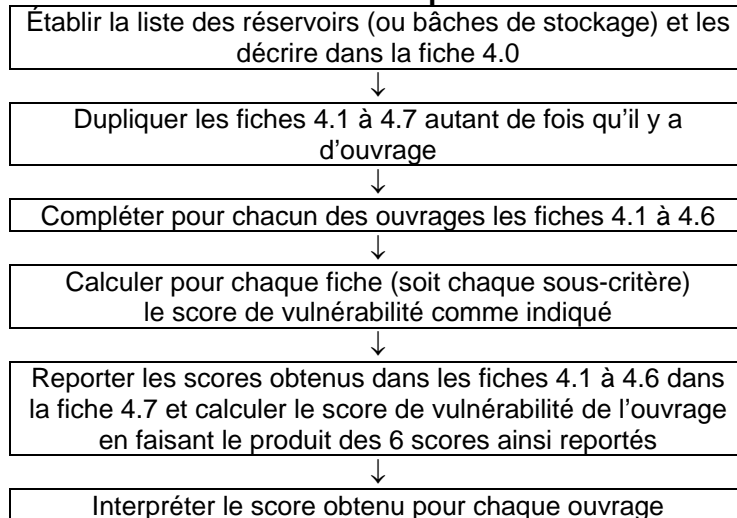 Établir la liste des réservoirs (ou bâches de stockage) et les
décrire dans la fiche 4.0
↓
Dupliquer les fiches 4.1 à 4.7 autant de fois qu’il y a
d’ouvrage
↓
Compléter pour chacun des ouvrages les fiches 4.1 à 4.6
↓
Calculer pour chaque fiche (soit chaque sous-critère)
le score de vulnérabilité comme indiqué
↓
Reporter les scores obtenus dans les fiches 4.1 à 4.6 dans
la fiche 4.7 et calculer le score de vulnérabilité de l’ouvrage
en faisant le produit des 6 scores ainsi reportés
↓
Interpréter le score obtenu pour chaque ouvrage